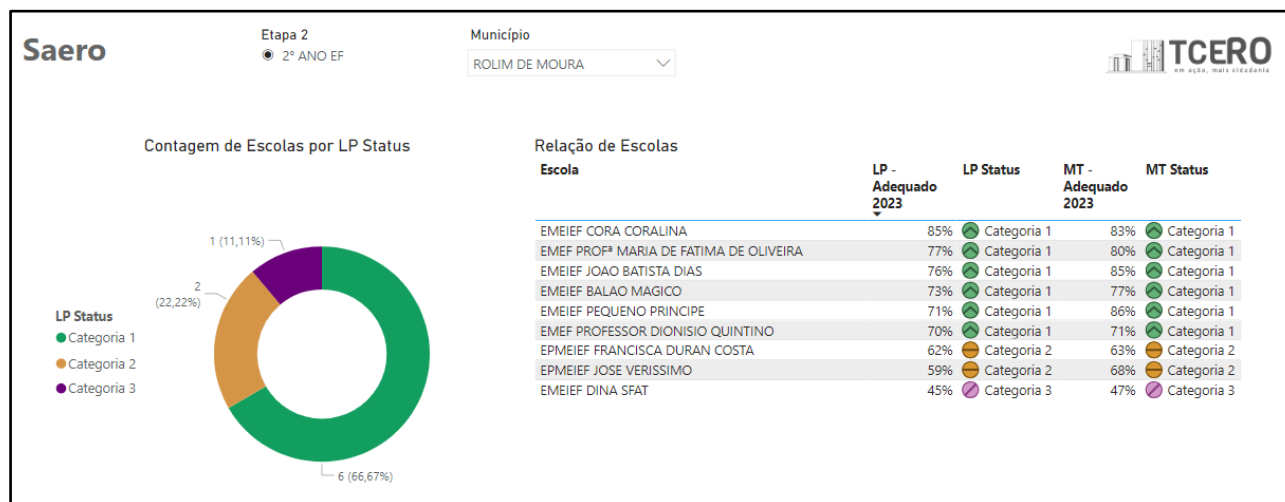 Saero
Etapa 2
2º ANO EF
Município
ROLIM DE MOURA
TCERO
em ação, mais cidadania
Contagem de Escolas por LP Status
1 (11,11%)
2
(22,22%)
6 (66,67%)
LP Status
Categoria 1
Categoria 2
Categoria 3
Relação de Escolas
Escola LP - Adequado 2023 LP Status MT - Adequado 2023 MT Status
EMEIEF CORA CORALINA 85% Categoria 1 83% Categoria 1
EMEF PROFª MARIA DE FATIMA DE OLIVEIRA 77% Categoria 1 80% Categoria 1
EMEIEF JOAO BATISTA DIAS 76% Categoria 1 85% Categoria 1
EMEIEF BALAO MAGICO 73% Categoria 1 77% Categoria 1
EMEIEF PEQUENO PRINCIPE 71% Categoria 1 86% Categoria 1
EMEF PROFESSOR DIONISIO QUINTINO 70% Categoria 1 71% Categoria 1
EPMEIEF FRANCISCA DURAN COSTA 62% Categoria 2 63% Categoria 2
EPMEIEF JOSE VERISSIMO 59% Categoria 2 68% Categoria 2
EMEIEF DINA SFAT 45% Categoria 3 47% Categoria 3